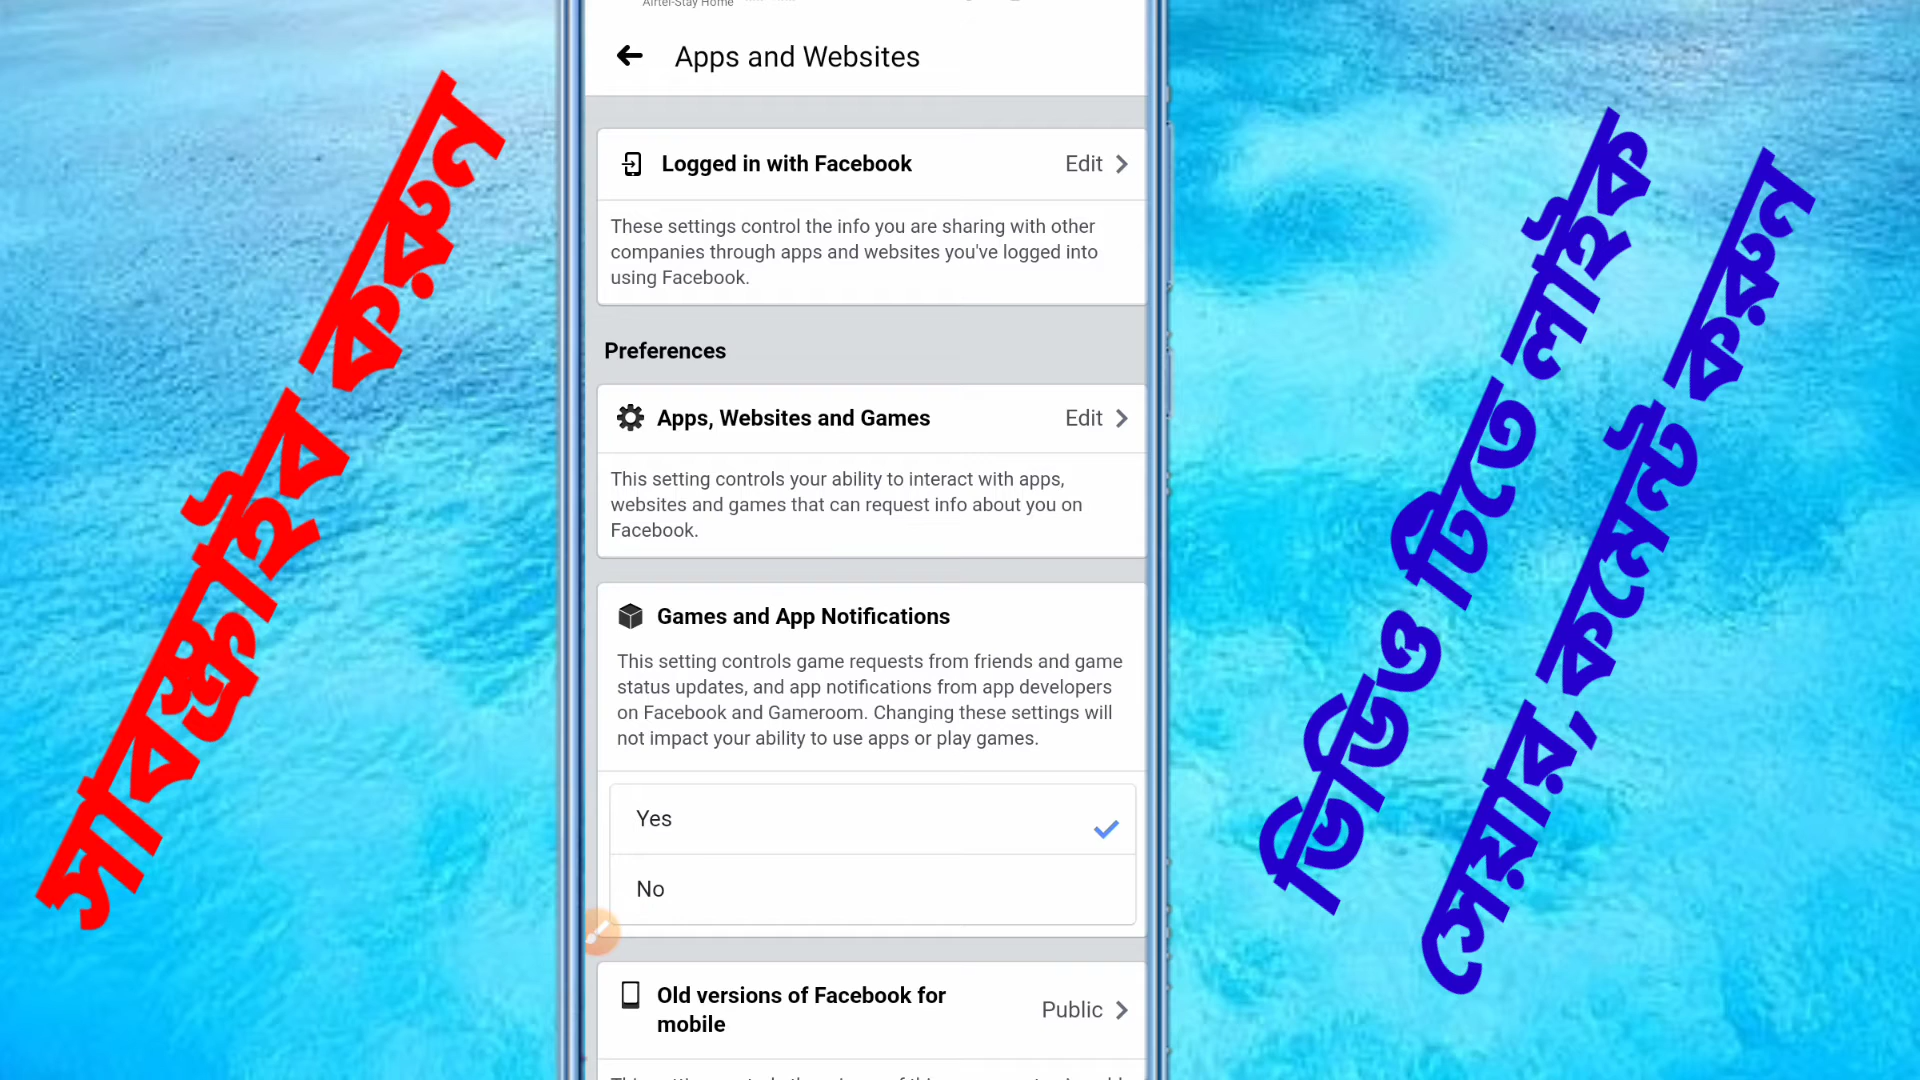 Airtel-Stay Home
Apps and Websites
Logged in with Facebook
Edit
These settings control the info you are sharing with other
companies through apps and websites you've logged into
using Facebook.
Preferences
Apps, Websites and Games
Edit
This setting controls your ability to interact with apps,
websites and games that can request info about you on
Facebook.
Games and App Notifications
This setting controls game requests from friends and game
status updates, and app notifications from app developers
on Facebook and Gameroom. Changing these settings will
not impact your ability to use apps or play games.
Yes
No
Old versions of Facebook for
mobile
Public
সাবস্ক্রাইব করুন
ভিডিও টিতে লাইক
শেয়ার, কমেন্ট করুন